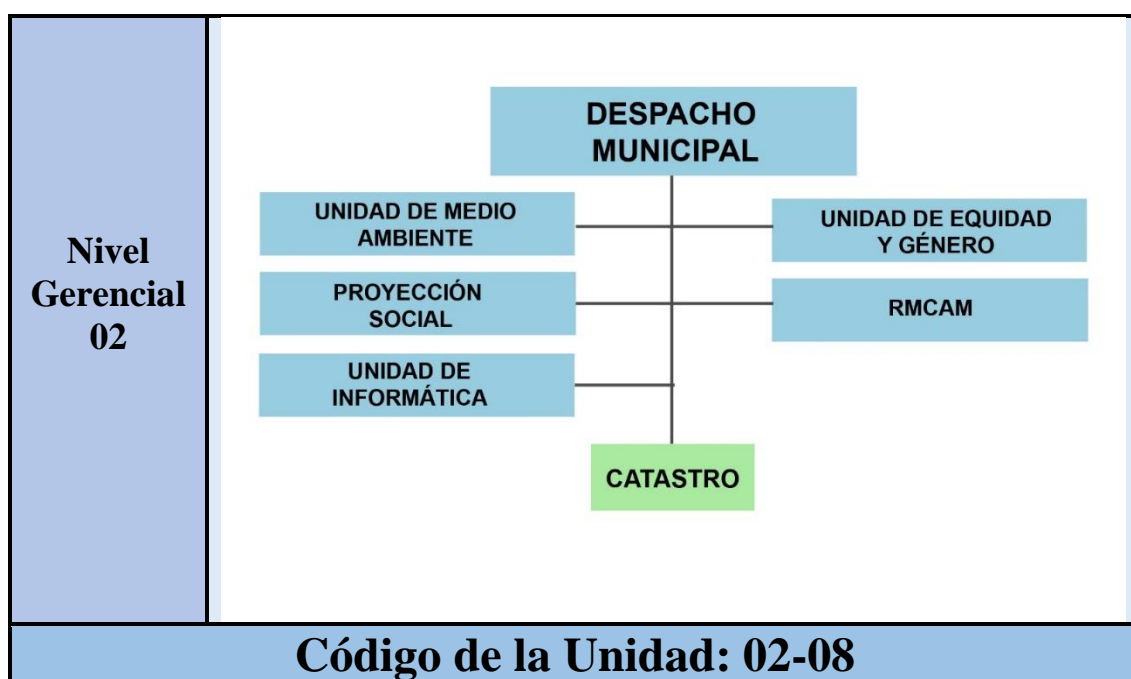 Nivel
Gerencial
02
DESPACHO
MUNICIPAL
UNIDAD DE MEDIO
AMBIENTE
UNIDAD DE EQUIDAD
Y GÉNERO
PROYECCIÓN
SOCIAL
RMCAM
UNIDAD DE
INFORMÁTICA
CATASTRO
Código de la Unidad: 02-08